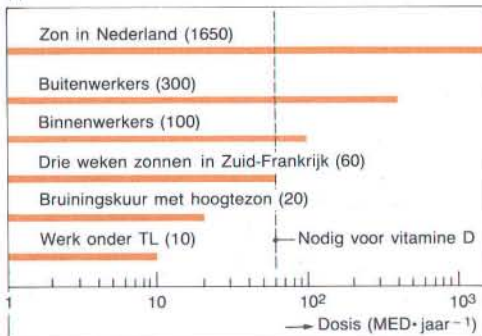 Zon in Nederland (1650)
Buitenwerkers (300)
Binnenwerkers (100)
Drie weken zonnen in Zuid-Frankrijk (60)
Bruiningskuur met hoogtezon (20)
Werk onder TL (10)
Nodig voor vitamine D
1 10 10² 10³
Dosis (MED·jaar⁻¹)